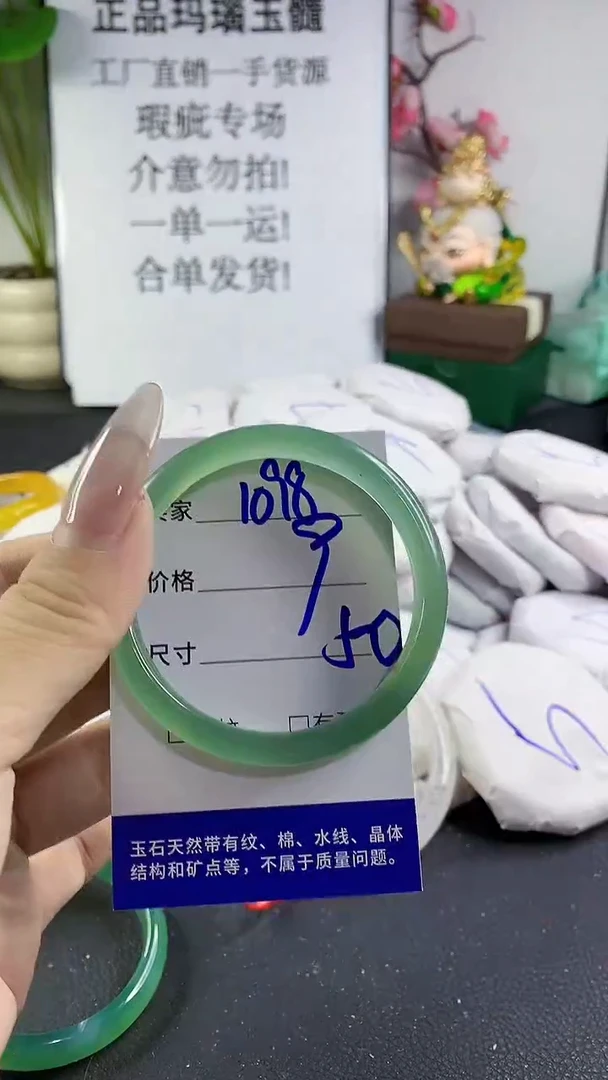 正品玛瑙玉髓
工厂直销一手货源
瑕疵专场
介意勿拍!
一单一运!
合单发货!
家 1098
价格
尺寸 50
□ □有
玉石天然带有纹、棉、水线、晶体
结构和矿点等，不属于质量问题。
5